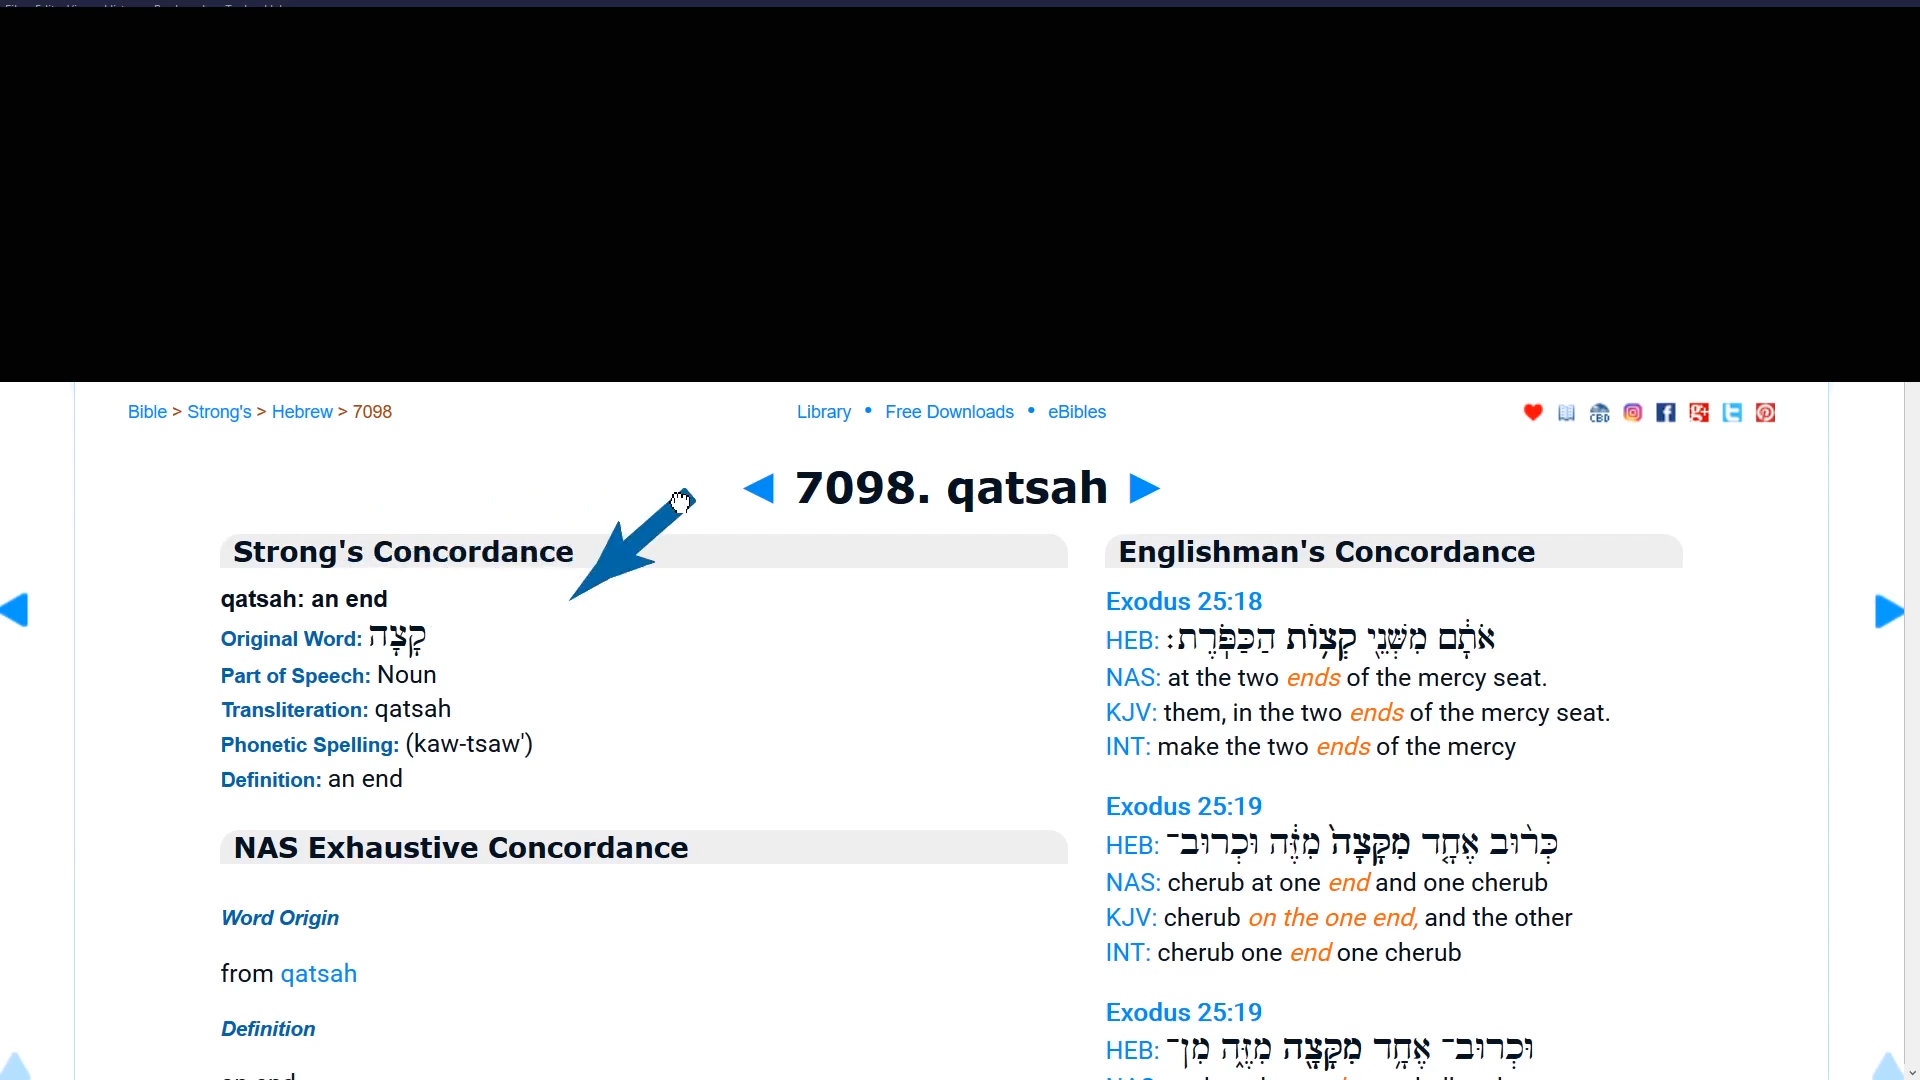 Bible > Strong's > Hebrew > 7098
Library • Free Downloads • eBibles
CBD
◀ 7098. qatsah ▶
Strong's Concordance
qatsah: an end
Original Word: קָצָה
Part of Speech: Noun
Transliteration: qatsah
Phonetic Spelling: (kaw-tsaw')
Definition: an end
NAS Exhaustive Concordance
Word Origin
from qatsah
Definition
an end
Englishman's Concordance
Exodus 25:18
HEB: אֹתָ֔ם מִשְּׁנֵ֖י קְצ֥וֹת הַכַּפֹּֽרֶת׃
NAS: at the two ends of the mercy seat.
KJV: them, in the two ends of the mercy seat.
INT: make the two ends of the mercy
Exodus 25:19
HEB: כְּר֨וּב אֶחָ֤ד מִקָּצָה֙ מִזֶּ֔ה וּכְרוּב־
NAS: cherub at one end and one cherub
KJV: cherub on the one end, and the other
INT: cherub one end one cherub
Exodus 25:19
HEB: וּכְרוּב־ אֶחָ֥ד מִקָּצָ֖ה מִזֶּ֑ה מִן־